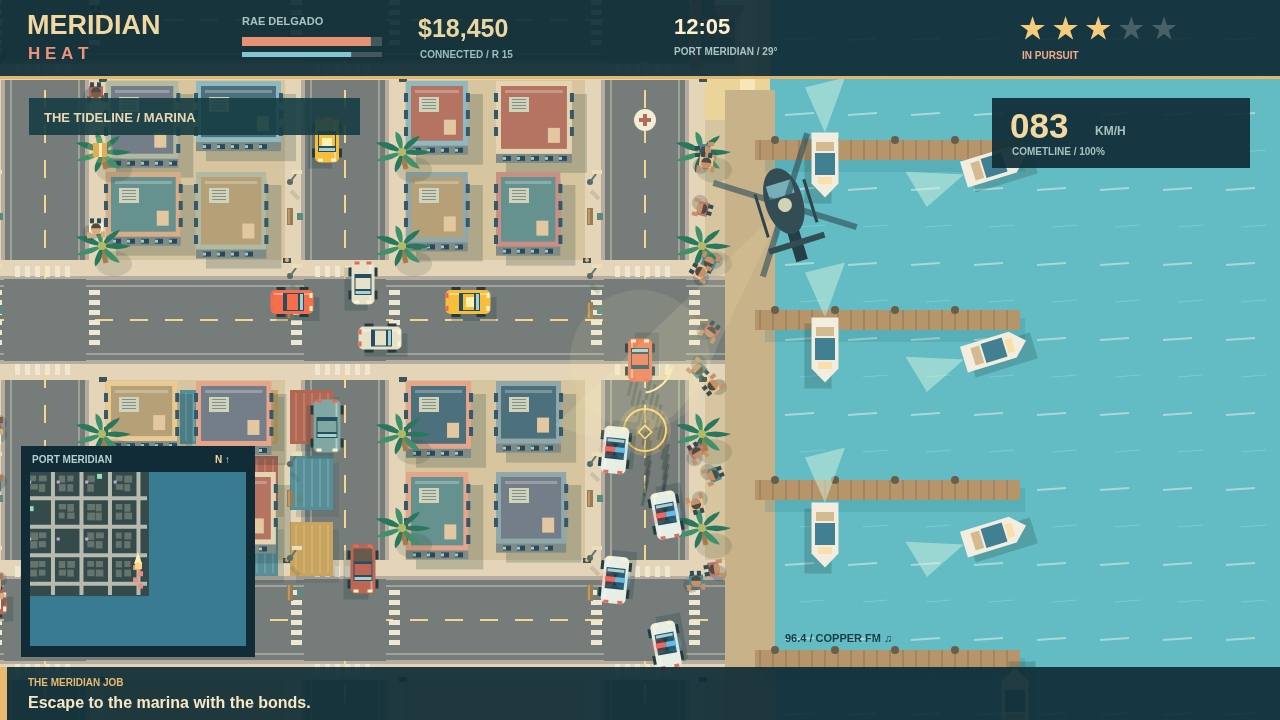 MERIDIAN
HEAT
RAE DELGADO
$18,450
CONNECTED / R 15
12:05
PORT MERIDIAN / 29°
IN PURSUIT
THE TIDELINE / MARINA
083 KM/H
COMETLINE / 100%
PORT MERIDIAN N ↑
96.4 / COPPER FM ♫
THE MERIDIAN JOB
Escape to the marina with the bonds.